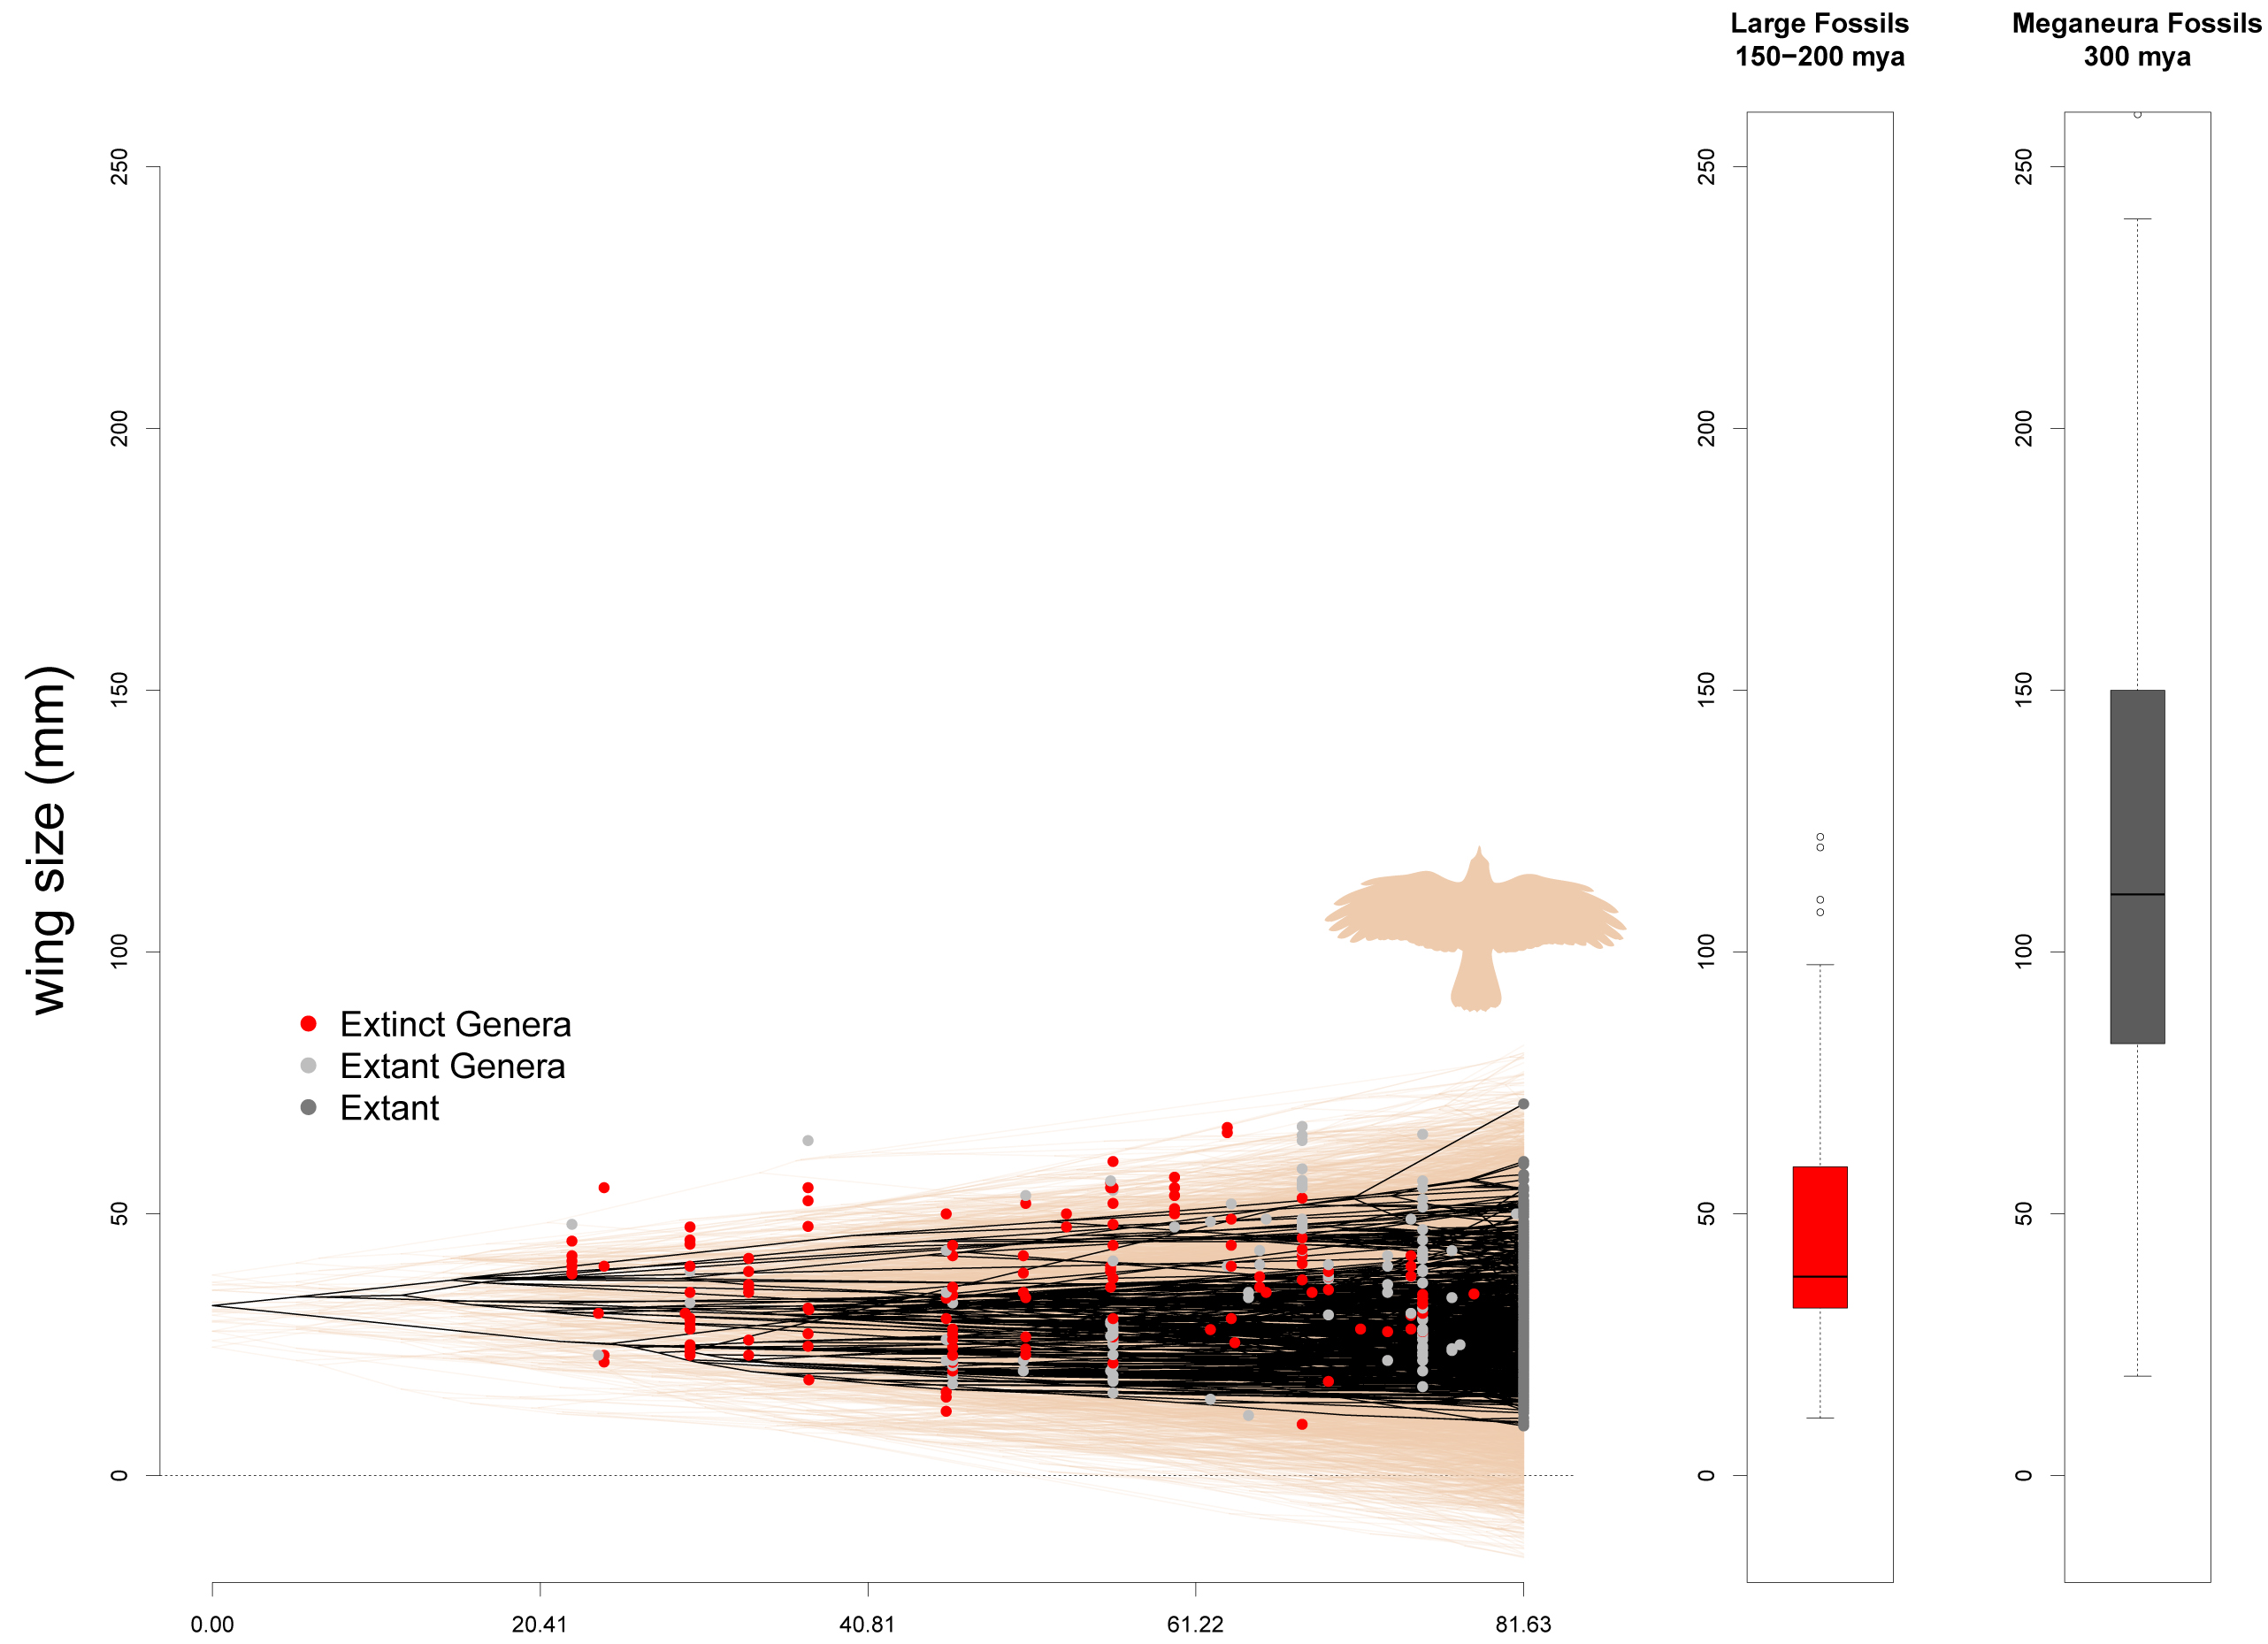 Large Fossils
150−200 mya
Meganeura Fossils
300 mya
wing size (mm)
250
200
150
100
50
0
Extinct Genera
Extant Genera
Extant
0.00
20.41
40.81
61.22
81.63
250
200
150
100
50
0
250
200
150
100
50
0